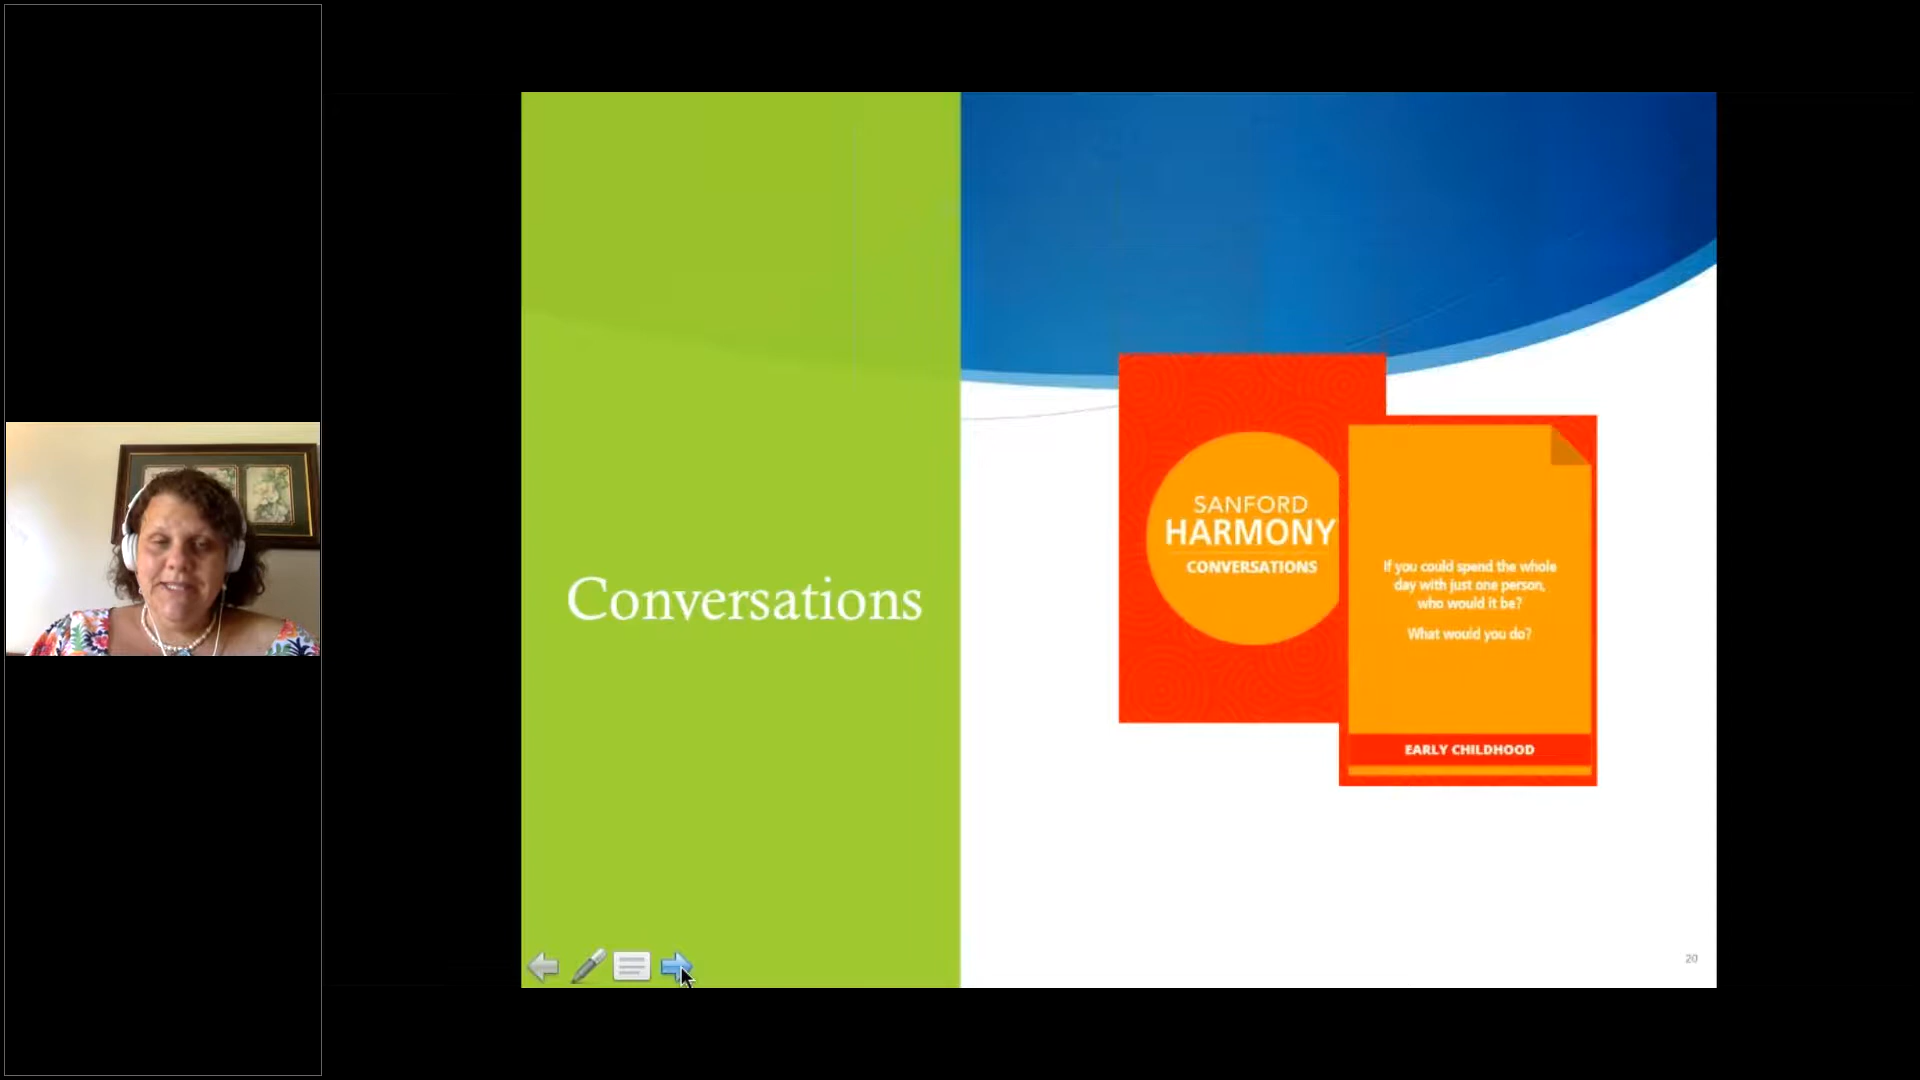 Conversations
SANFORD
HARMONY
CONVERSATIONS
If you could spend the whole
day with just one person,
who would it be?
What would you do?
EARLY CHILDHOOD
20